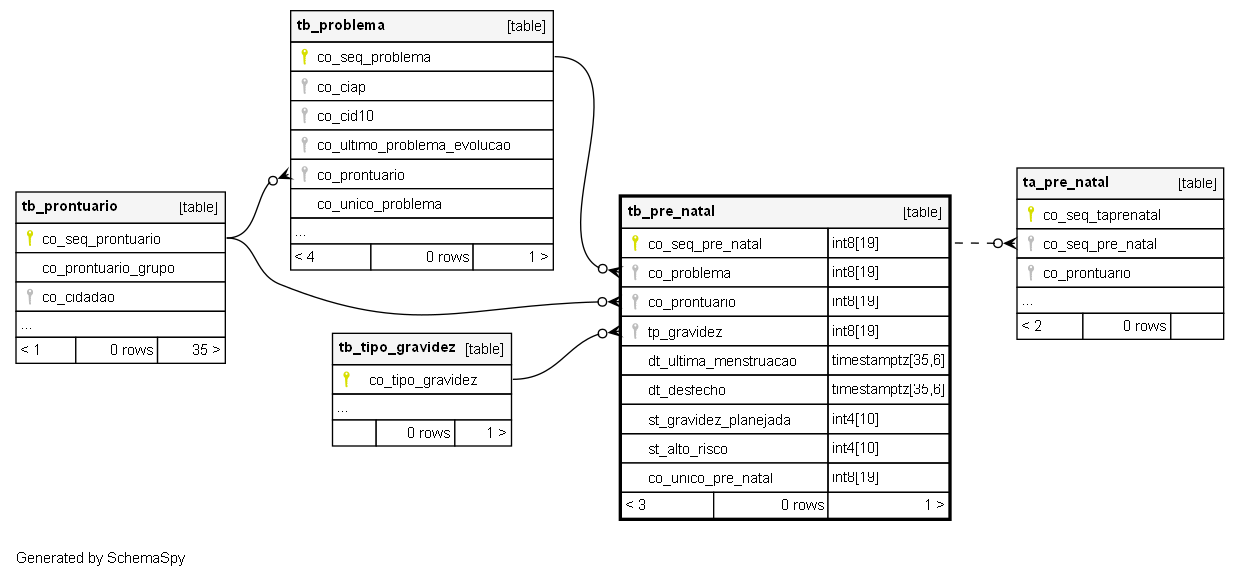 tb_problema [table]
co_seq_problema
co_ciap
co_cid10
co_ultimo_problema_evolucao
co_prontuario
co_unico_problema
...
< 4 0 rows 1 >
tb_prontuario [table]
co_seq_prontuario
co_prontuario_grupo
co_cidadao
...
< 1 0 rows 35 >
tb_tipo_gravidez [table]
co_tipo_gravidez
...
0 rows 1 >
tb_pre_natal [table]
co_seq_pre_natal int8[19]
co_problema int8[19]
co_prontuario int8[19]
tp_gravidez int8[19]
dt_ultima_menstruacao timestamptz[35,6]
dt_desfecho timestamptz[35,6]
st_gravidez_planejada int4[10]
st_alto_risco int4[10]
co_unico_pre_natal int8[19]
< 3 0 rows 1 >
ta_pre_natal [table]
co_seq_taprenatal
co_seq_pre_natal
co_prontuario
...
< 2 0 rows
Generated by SchemaSpy